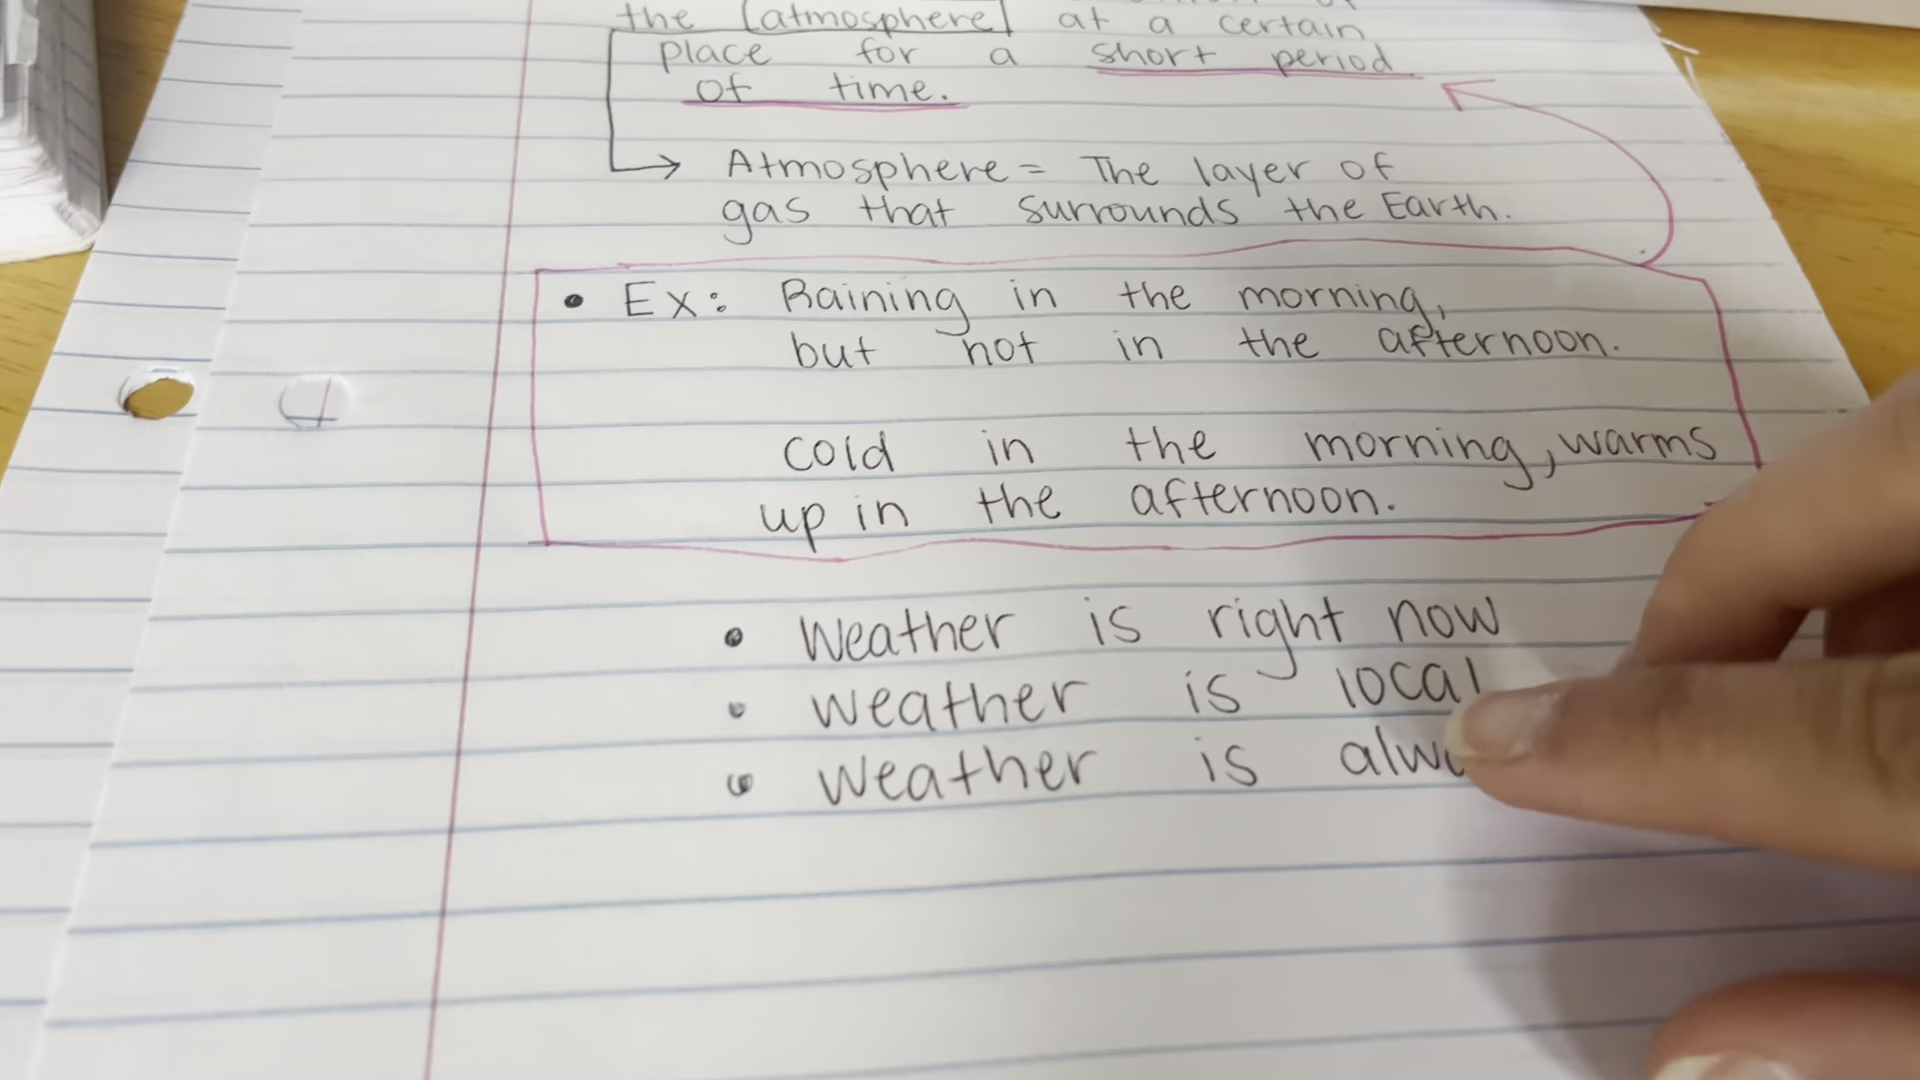 the [atmosphere] at a certain
place for a short period
of time.
Atmosphere = The layer of
gas that surrounds the Earth.
• Ex: Raining in the morning,
but not in the afternoon.
cold in the morning, warms
up in the afternoon.
• Weather is right now
• weather is local
• weather is